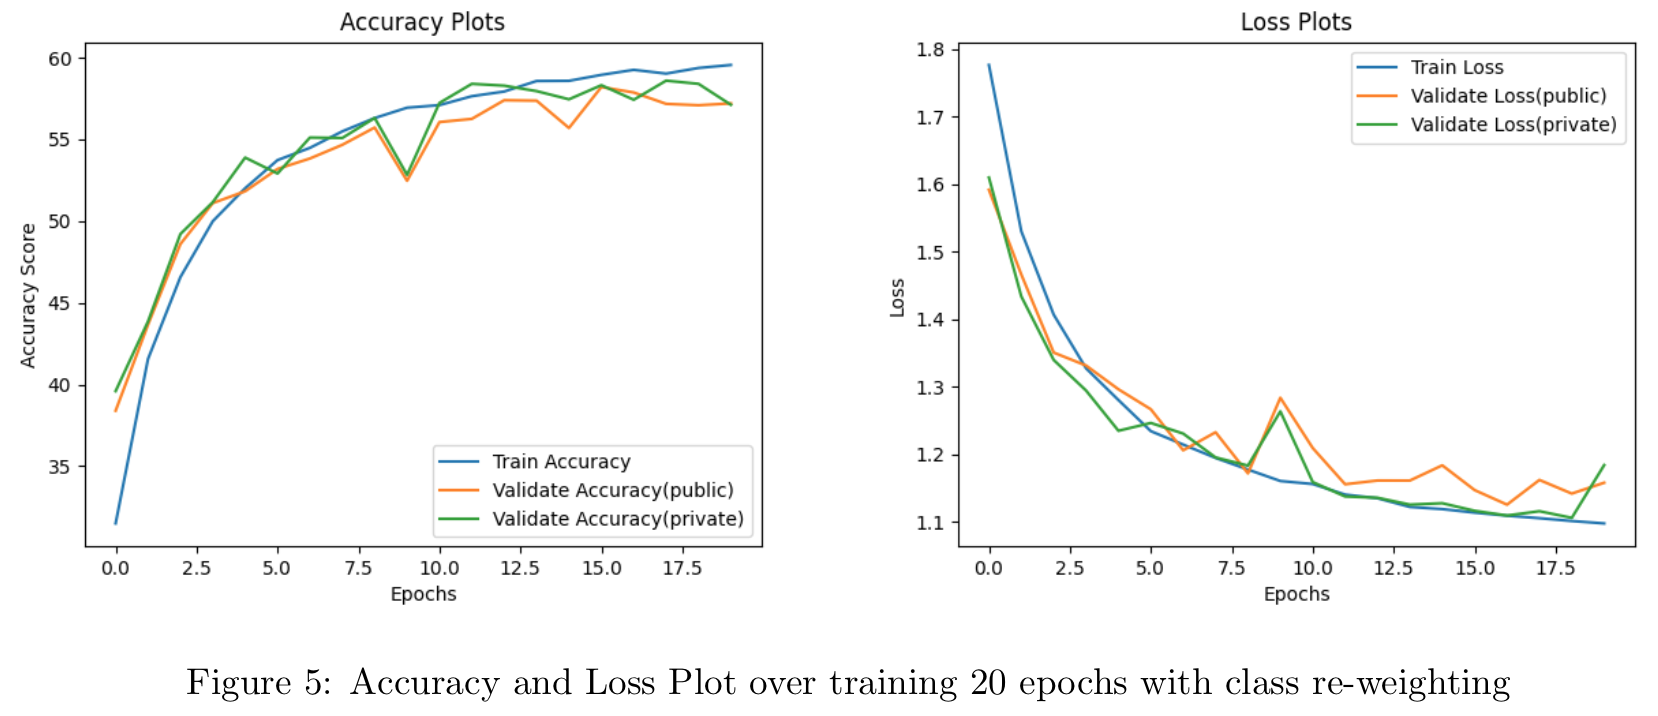 Accuracy Plots
60
55
50
45
40
35
Accuracy Score
Train Accuracy
Validate Accuracy(public)
Validate Accuracy(private)
0.0 2.5 5.0 7.5 10.0 12.5 15.0 17.5
Epochs
Loss Plots
1.8
1.7
1.6
1.5
1.4
1.3
1.2
1.1
Loss
Train Loss
Validate Loss(public)
Validate Loss(private)
0.0 2.5 5.0 7.5 10.0 12.5 15.0 17.5
Epochs
Figure 5: Accuracy and Loss Plot over training 20 epochs with class re-weighting